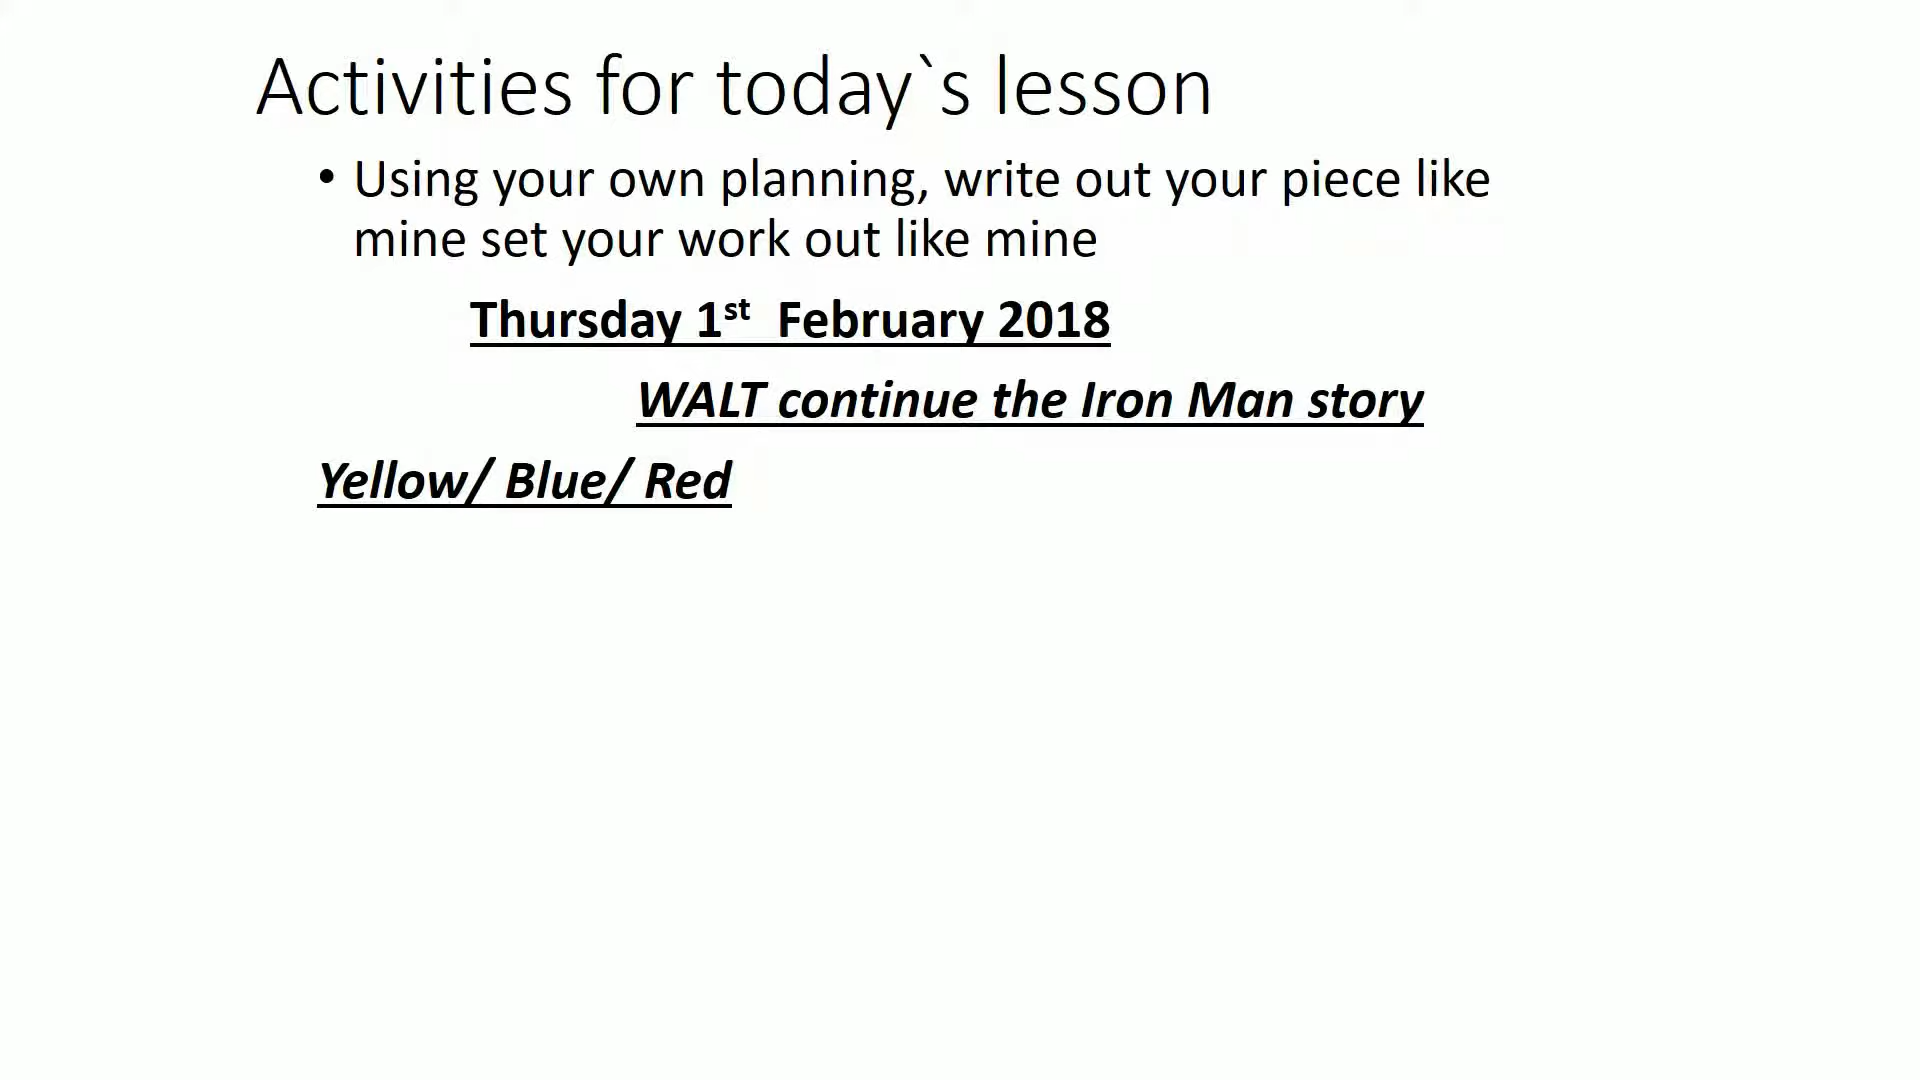 Activities for today`s lesson
• Using your own planning, write out your piece like
mine set your work out like mine
Thursday 1st  February 2018
WALT continue the Iron Man story
Yellow/ Blue/ Red